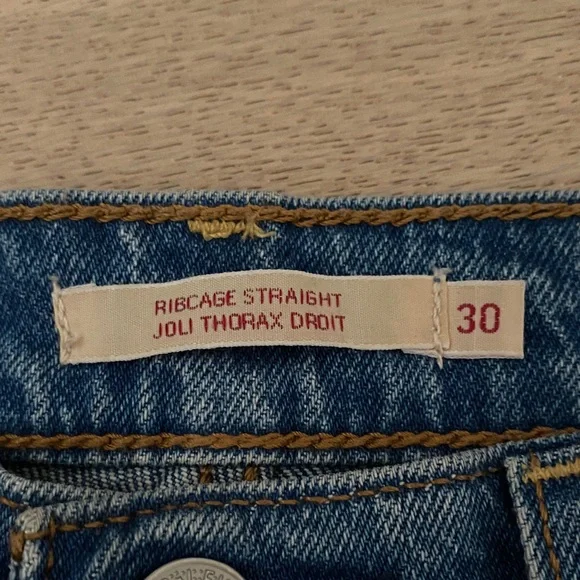 RIBCAGE STRAIGHT
JOLI THORAX DROIT
30